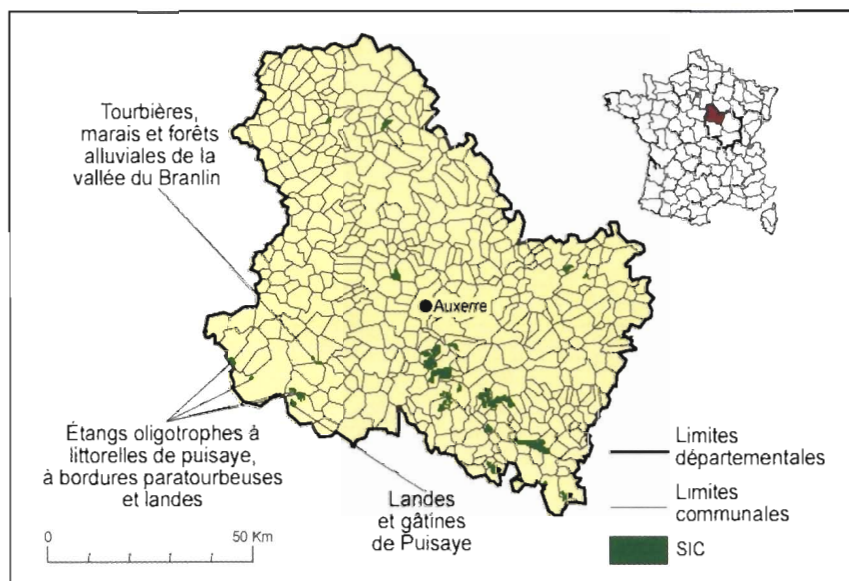 Tourbières,
marais et forêts
alluviales de la
vallée du Branlin
Auxerre
Étangs oligotrophes à
littorelles de puisaye,
à bordures paratourbeuses
et landes
Landes
et gâtines
de Puisaye
0 50 Km
Limites
départementales
Limites
communales
SIC